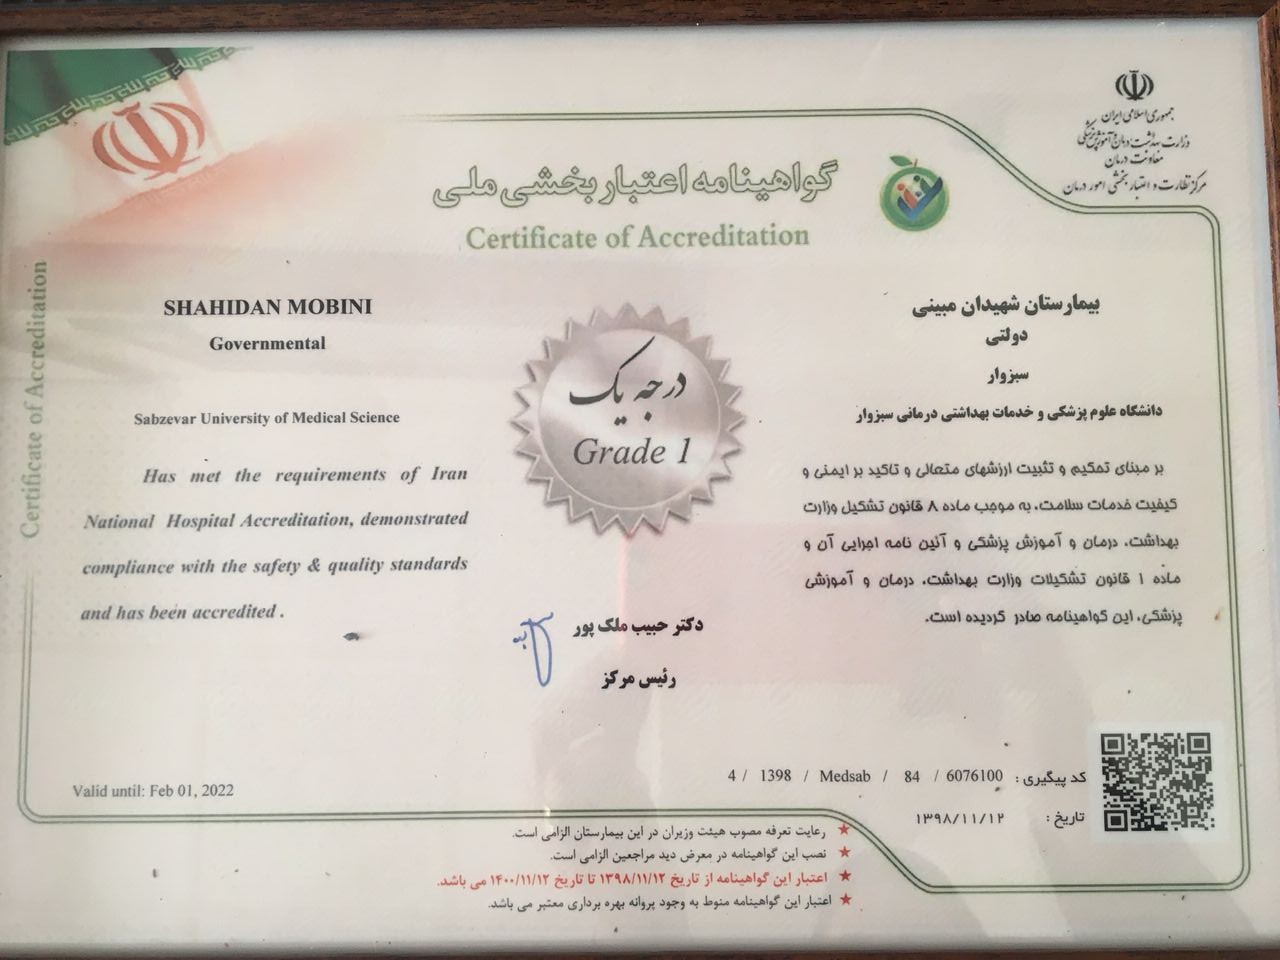 جمهوری اسلامی ایران
وزارت بهداشت، درمان و آموزش پزشکی
معاونت درمان
مرکز نظارت و اعتباربخشی امور درمان
گواهینامه اعتباربخشی ملی
Certificate of Accreditation
Certificate of Accreditation
بیمارستان شهیدان مبینی
دولتی
سبزوار
دانشگاه علوم پزشکی و خدمات بهداشتی درمانی سبزوار
بر مبنای تحکیم و تثبیت ارزشهای متعالی و تاکید بر ایمنی و
کیفیت خدمات سلامت، به موجب ماده ۸ قانون تشکیل وزارت
بهداشت، درمان و آموزش پزشکی و آئین نامه اجرایی آن و
ماده ۱ قانون تشکیلات وزارت بهداشت، درمان و آموزشی
پزشکی، این گواهینامه صادر گردیده است.
درجه یک
Grade 1
SHAHIDAN MOBINI
Governmental
Sabzevar University of Medical Science
Has met the requirements of Iran
National Hospital Accreditation, demonstrated
compliance with the safety & quality standards
and has been accredited .
دکتر حبیب ملک پور
رئیس مرکز
کد پیگیری : 4 / 1398 / Medsab / 84 / 6076100
تاریخ : ۱۳۹۸/۱۱/۱۲
Valid until: Feb 01, 2022
★ رعایت تعرفه مصوب هیئت وزیران در این بیمارستان الزامی است.
★ نصب این گواهینامه در معرض دید مراجعین الزامی است.
★ اعتبار این گواهینامه از تاریخ ۱۳۹۸/۱۱/۱۲ تا تاریخ ۱۴۰۰/۱۱/۱۲ می باشد.
★ اعتبار این گواهینامه منوط به وجود پروانه بهره برداری معتبر می باشد.